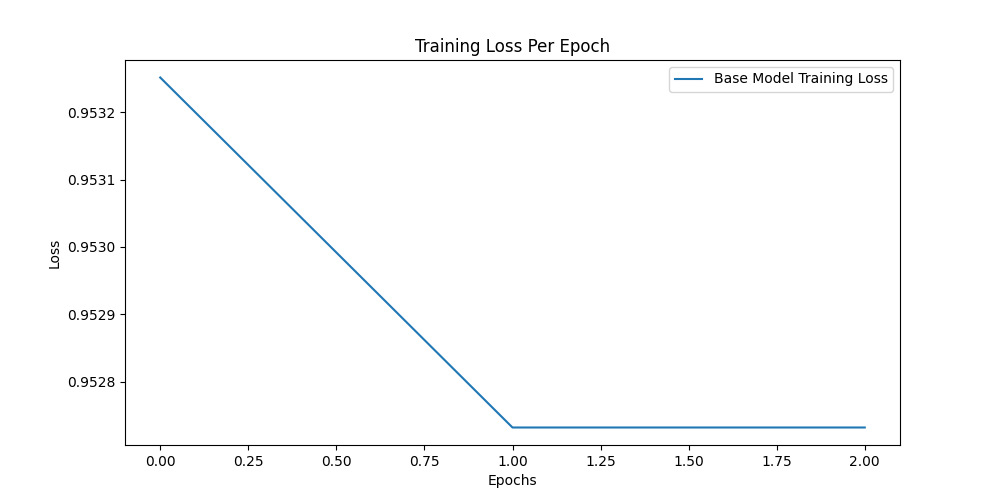 Training Loss Per Epoch
Base Model Training Loss
0.9532
0.9531
0.9530
0.9529
0.9528
Loss
0.00 0.25 0.50 0.75 1.00 1.25 1.50 1.75 2.00
Epochs